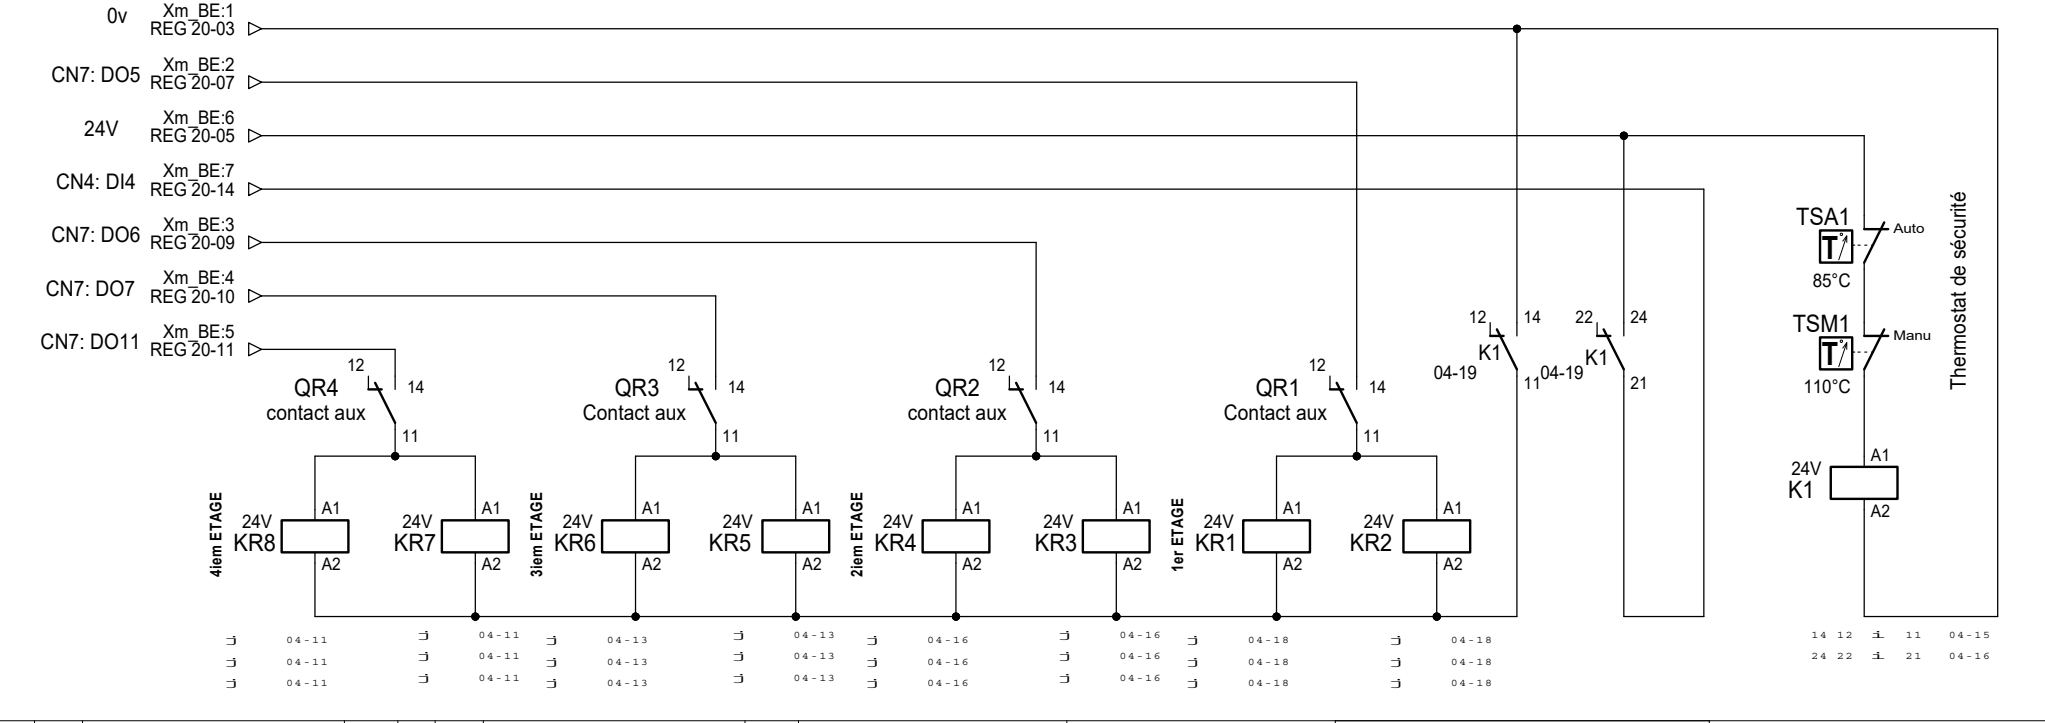 0v
Xm_BE:1
REG 20-03
CN7: DO5
Xm_BE:2
REG 20-07
24V
Xm_BE:6
REG 20-05
CN4: DI4
Xm_BE:7
REG 20-14
CN7: DO6
Xm_BE:3
REG 20-09
CN7: DO7
Xm_BE:4
REG 20-10
CN7: DO11
Xm_BE:5
REG 20-11
12
14
QR4
contact aux
11
12
14
QR3
Contact aux
11
12
14
QR2
contact aux
11
12
14
QR1
Contact aux
11
12
14
K1
04-19
11
22
24
K1
04-19
21
TSA1
Auto
T°
85°C
TSM1
Manu
T°
110°C
Thermostat de sécurité
24V
K1
A1
A2
4iem ETAGE
24V
KR8
A1
A2
24V
KR7
A1
A2
3iem ETAGE
24V
KR6
A1
A2
24V
KR5
A1
A2
2iem ETAGE
24V
KR4
A1
A2
24V
KR3
A1
A2
1er ETAGE
24V
KR1
A1
A2
24V
KR2
A1
A2
04-11
04-11
04-11
04-11
04-11
04-11
04-13
04-13
04-13
04-13
04-13
04-13
04-16
04-16
04-16
04-16
04-16
04-16
04-18
04-18
04-18
04-18
04-18
04-18
14 12 11 04-15
24 22 21 04-16